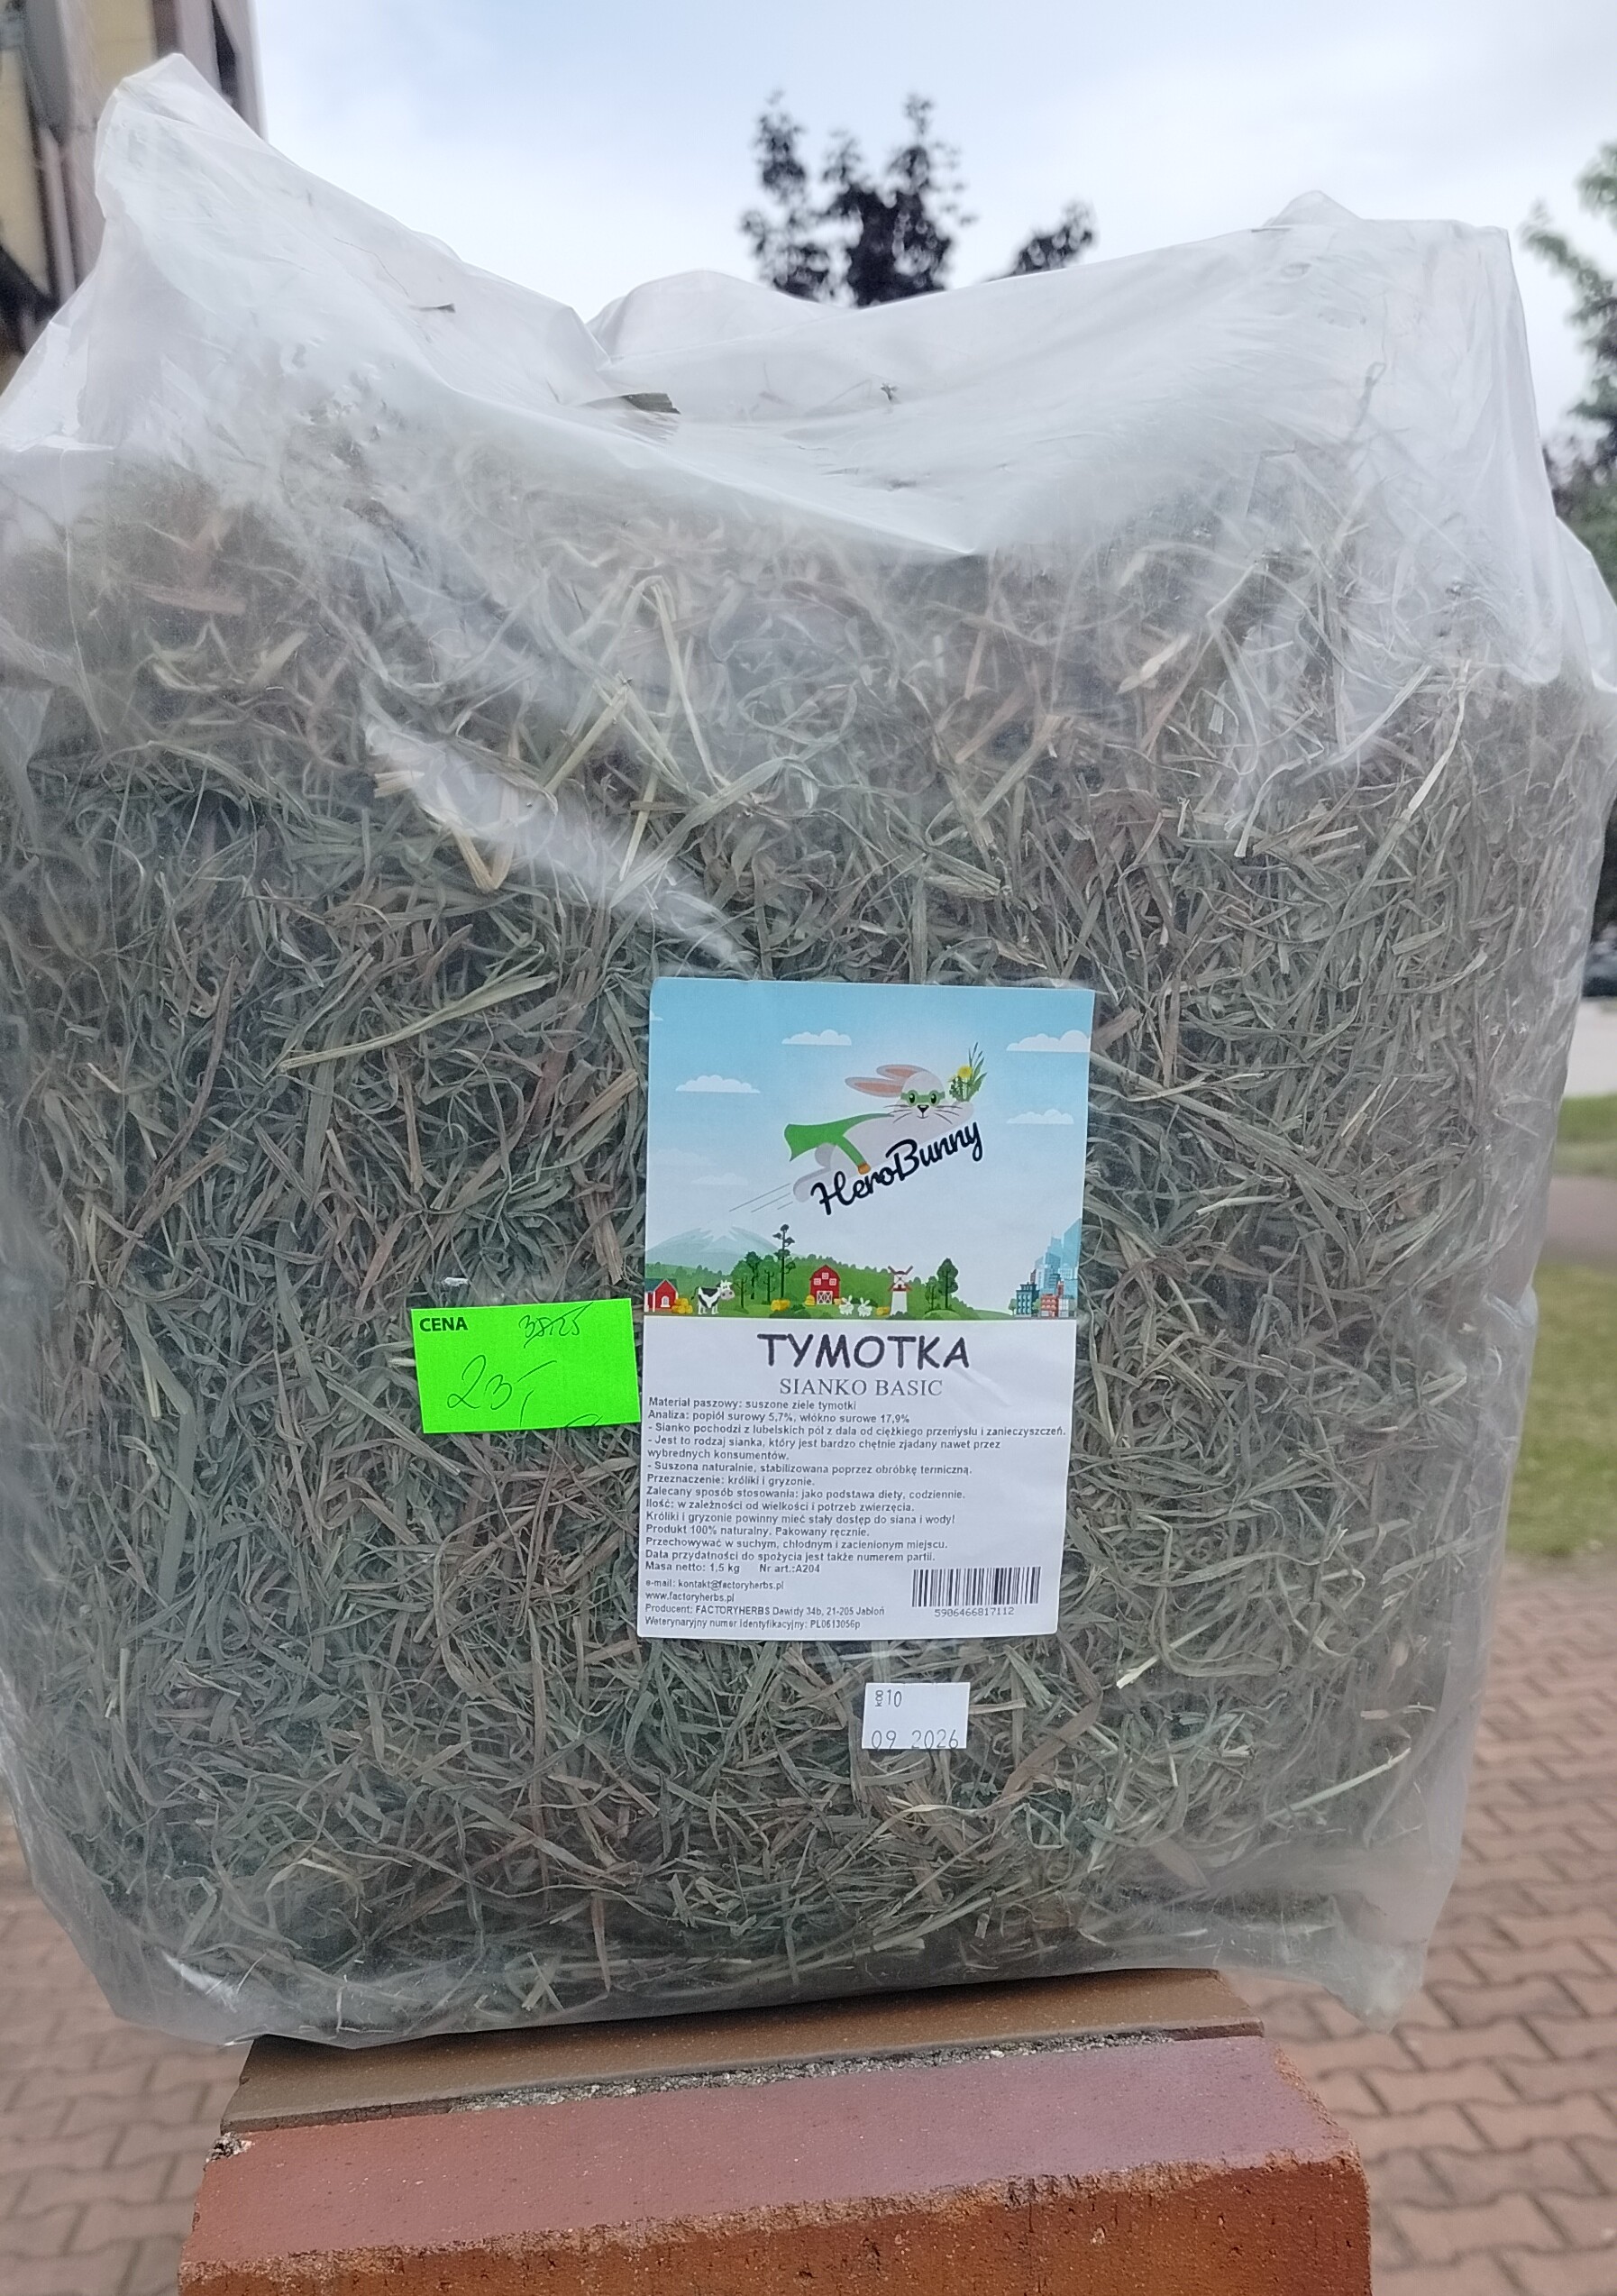 HeroBunny
CENA
23,-
TYMOTKA
SIANKO BASIC
Materiał paszowy: suszone ziele tymotki
Analiza: popiół surowy 5,7%, włókno surowe 17,9%
- Sianko pochodzi z lubelskich pól z dala od ciężkiego przemysłu i zanieczyszczeń.
- Jest to rodzaj sianka, który jest bardzo chętnie zjadany nawet przez
wybrednych konsumentów.
- Suszona naturalnie, stabilizowana poprzez obróbkę termiczną.
Przeznaczenie: króliki i gryzonie.
Zalecany sposób stosowania: jako podstawa diety, codziennie.
Ilość: w zależności od wielkości i potrzeb zwierzęcia.
Króliki i gryzonie powinny mieć stały dostęp do siana i wody!
Produkt 100% naturalny, Pakowany ręcznie.
Przechowywać w suchym, chłodnym i zacienionym miejscu.
Data przydatności do spożycia jest także numerem partii.
Masa netto: 1,5 kg Nr art.:A204
e-mail: kontakt@factoryherbs.pl
www.factoryherbs.pl
Producent: FACTORYHERBS Dawidy 34b, 21-205 Jabłoń
Weterynaryjny numer identyfikacyjny: PL0613056p
5906466817112
10
09 2026